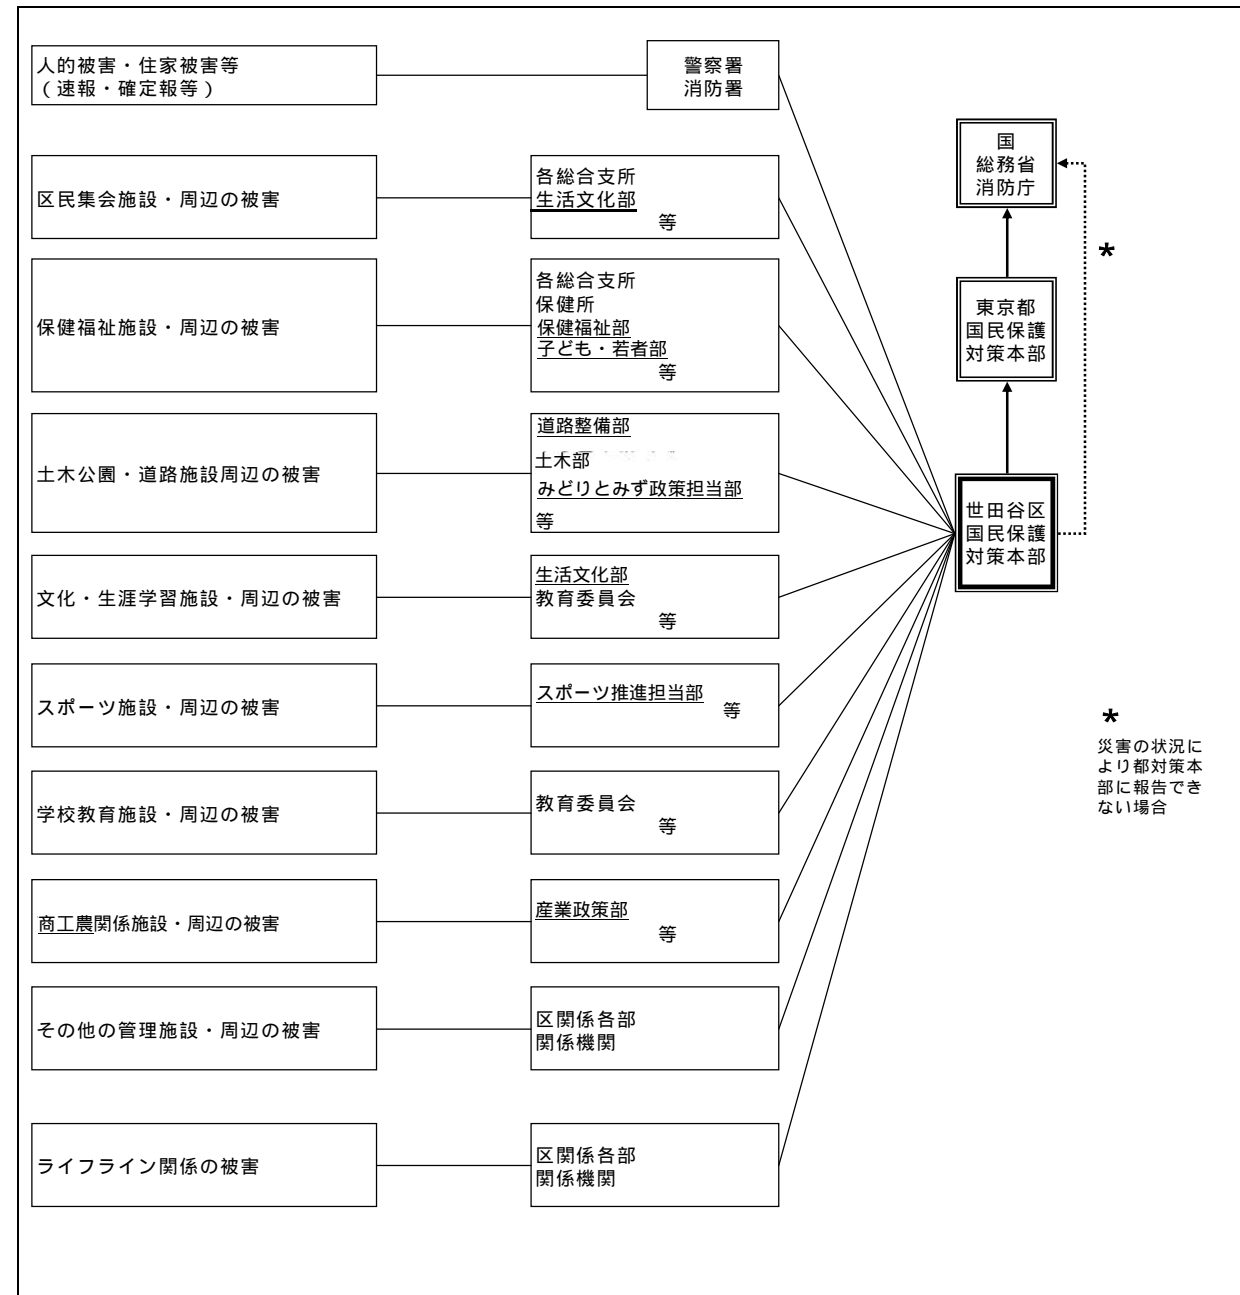 人的被害・住家被害等
(速報・確定報等)
警察署
消防署
区民集会施設・周辺の被害
各総合支所
生活文化部
等
保健福祉施設・周辺の被害
各総合支所
保健所
保健福祉部
子ども・若者部
等
土木公園・道路施設周辺の被害
道路整備部
土木部
みどりとみず政策担当部
等
文化・生涯学習施設・周辺の被害
生活文化部
教育委員会
等
スポーツ施設・周辺の被害
スポーツ推進担当部
等
学校教育施設・周辺の被害
教育委員会
等
商工農関係施設・周辺の被害
産業政策部
等
その他の管理施設・周辺の被害
区関係各部
関係機関
ライフライン関係の被害
区関係各部
関係機関
国
総務省
消防庁
*
東京都
国民保護
対策本部
世田谷区
国民保護
対策本部
*
災害の状況に
より都対策本
部に報告でき
ない場合